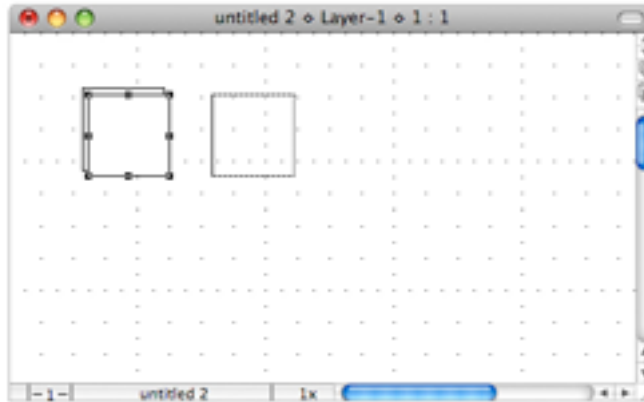 untitled 2 ⋄ Layer-1 ⋄ 1 : 1
|-1-| untitled 2 1x